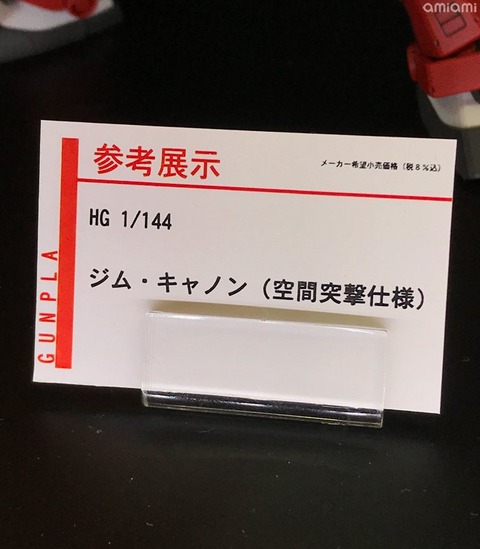 amiami
参考展示
メーカー希望小売価格（税８％込）
HG 1/144
ジム・キャノン（空間突撃仕様）
GUNPLA